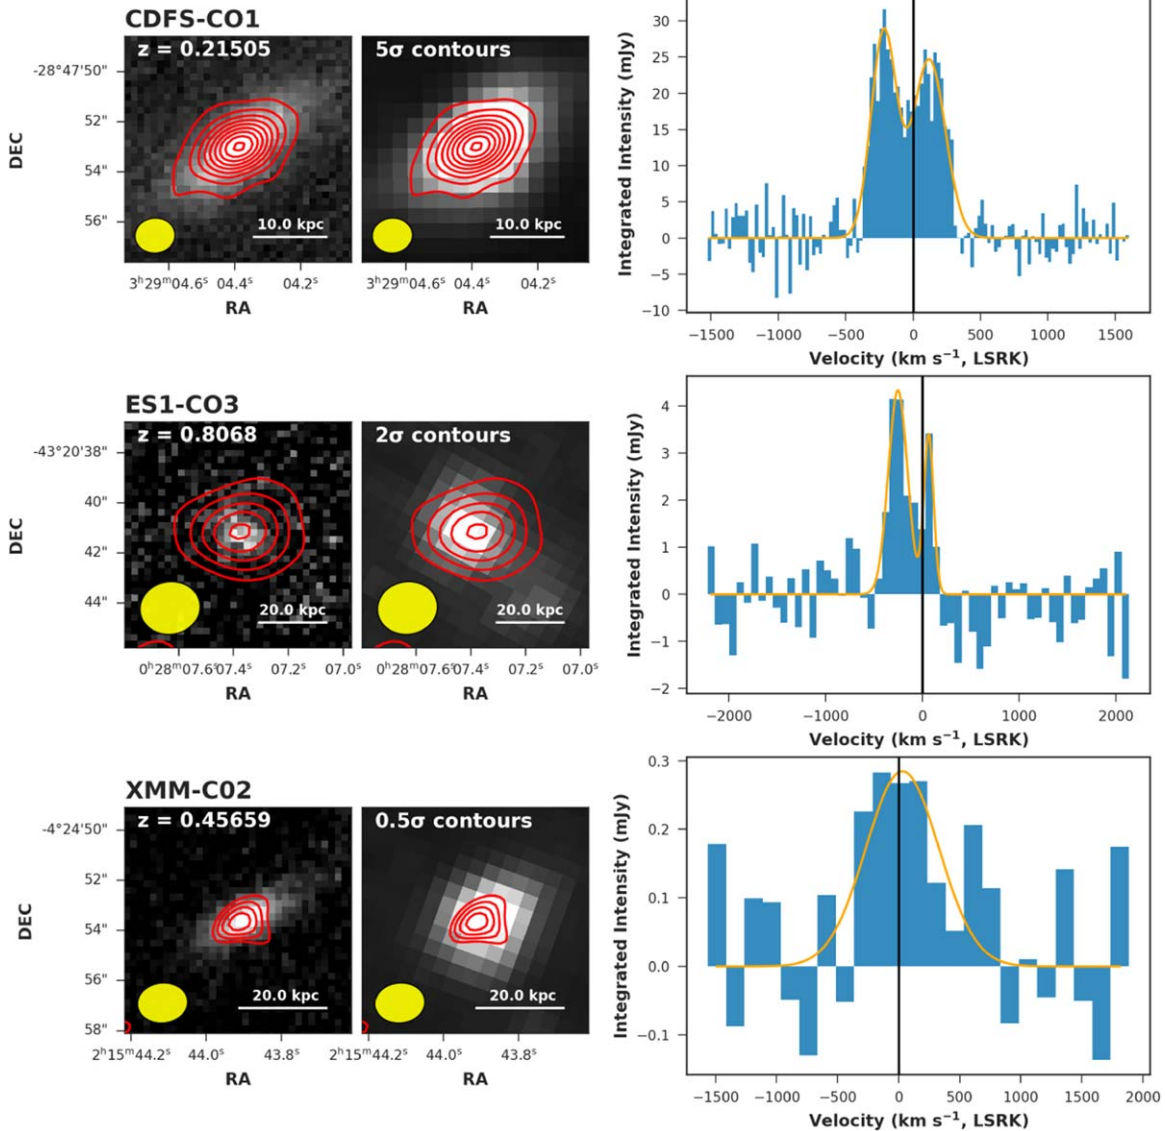 CDFS-CO1
z = 0.21505
5σ contours
-28°47'50"
52"
54"
56"
DEC
10.0 kpc
10.0 kpc
3ʰ29ᵐ04.6ˢ 04.4ˢ 04.2ˢ
3ʰ29ᵐ04.6ˢ 04.4ˢ 04.2ˢ
RA
RA
Integrated Intensity (mJy)
30
25
20
15
10
5
0
−5
−10
−1500 −1000 −500 0 500 1000 1500
Velocity (km s⁻¹, LSRK)
ES1-CO3
z = 0.8068
2σ contours
-43°20'38"
40"
42"
44"
DEC
20.0 kpc
20.0 kpc
0ʰ28ᵐ07.6ˢ07.4ˢ 07.2ˢ 07.0ˢ
0ʰ28ᵐ07.6ˢ07.4ˢ 07.2ˢ 07.0ˢ
RA
RA
Integrated Intensity (mJy)
4
3
2
1
0
−1
−2
−2000 −1000 0 1000 2000
Velocity (km s⁻¹, LSRK)
XMM-C02
z = 0.45659
0.5σ contours
-4°24'50"
52"
54"
56"
58"
DEC
20.0 kpc
20.0 kpc
2ʰ15ᵐ44.2ˢ 44.0ˢ 43.8ˢ
2ʰ15ᵐ44.2ˢ 44.0ˢ 43.8ˢ
RA
RA
Integrated Intensity (mJy)
0.3
0.2
0.1
0.0
−0.1
−1500 −1000 −500 0 500 1000 1500 2000
Velocity (km s⁻¹, LSRK)